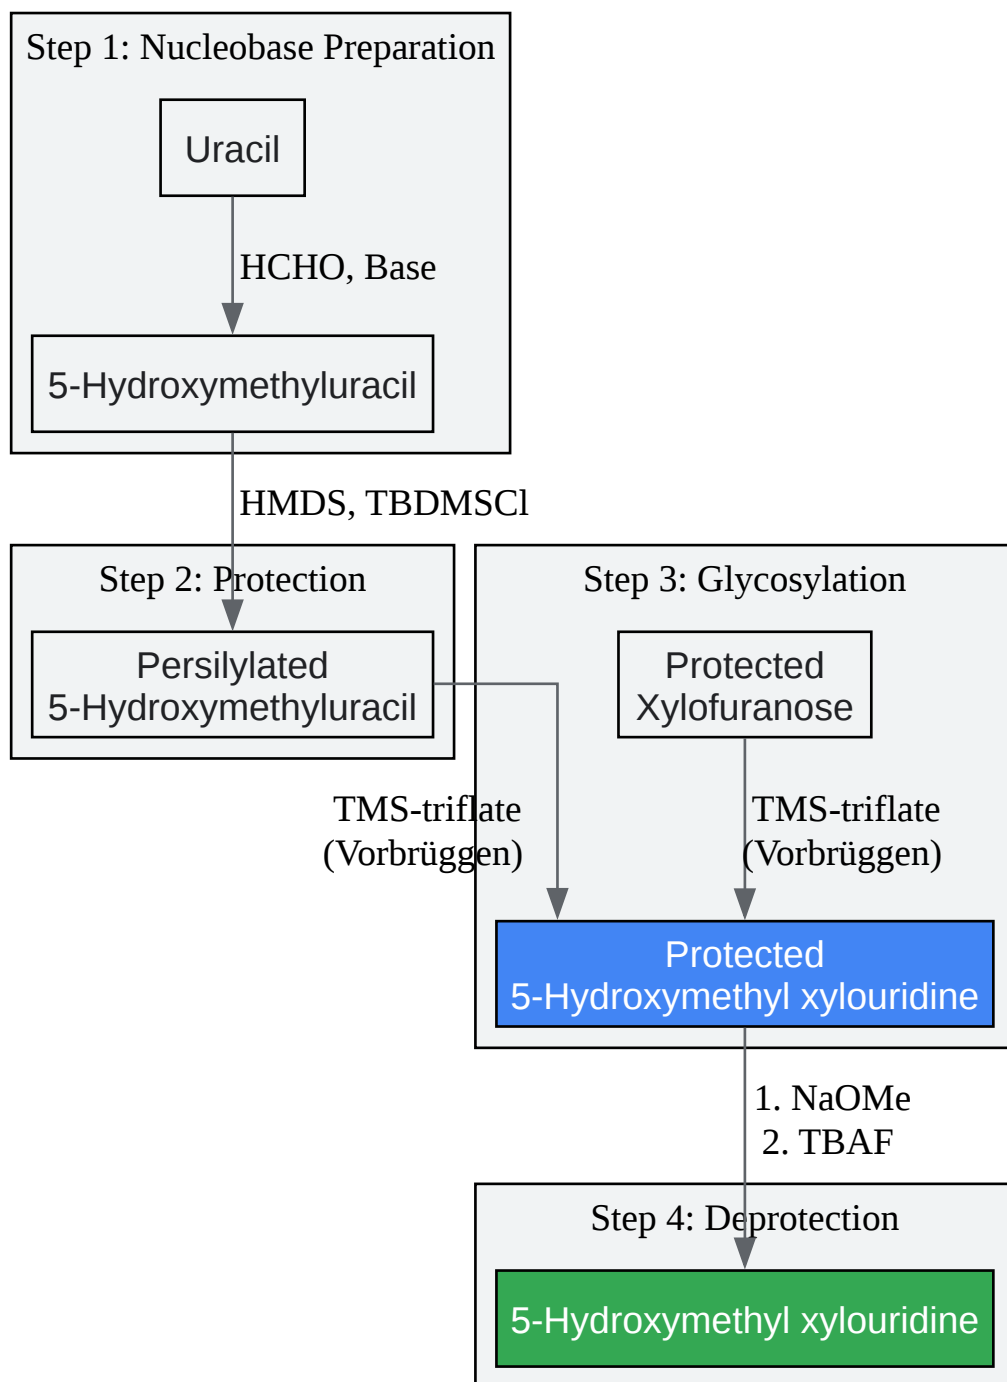 Step 1: Nucleobase Preparation
Uracil
HCHO, Base
5-Hydroxymethyluracil
HMDS, TBDMSCl
Step 2: Protection
Persilylated
5-Hydroxymethyluracil
Step 3: Glycosylation
Protected
Xylofuranose
TMS-triflate
(Vorbrüggen)
TMS-triflate
(Vorbrüggen)
Protected
5-Hydroxymethyl xylouridine
1. NaOMe
2. TBAF
Step 4: Deprotection
5-Hydroxymethyl xylouridine